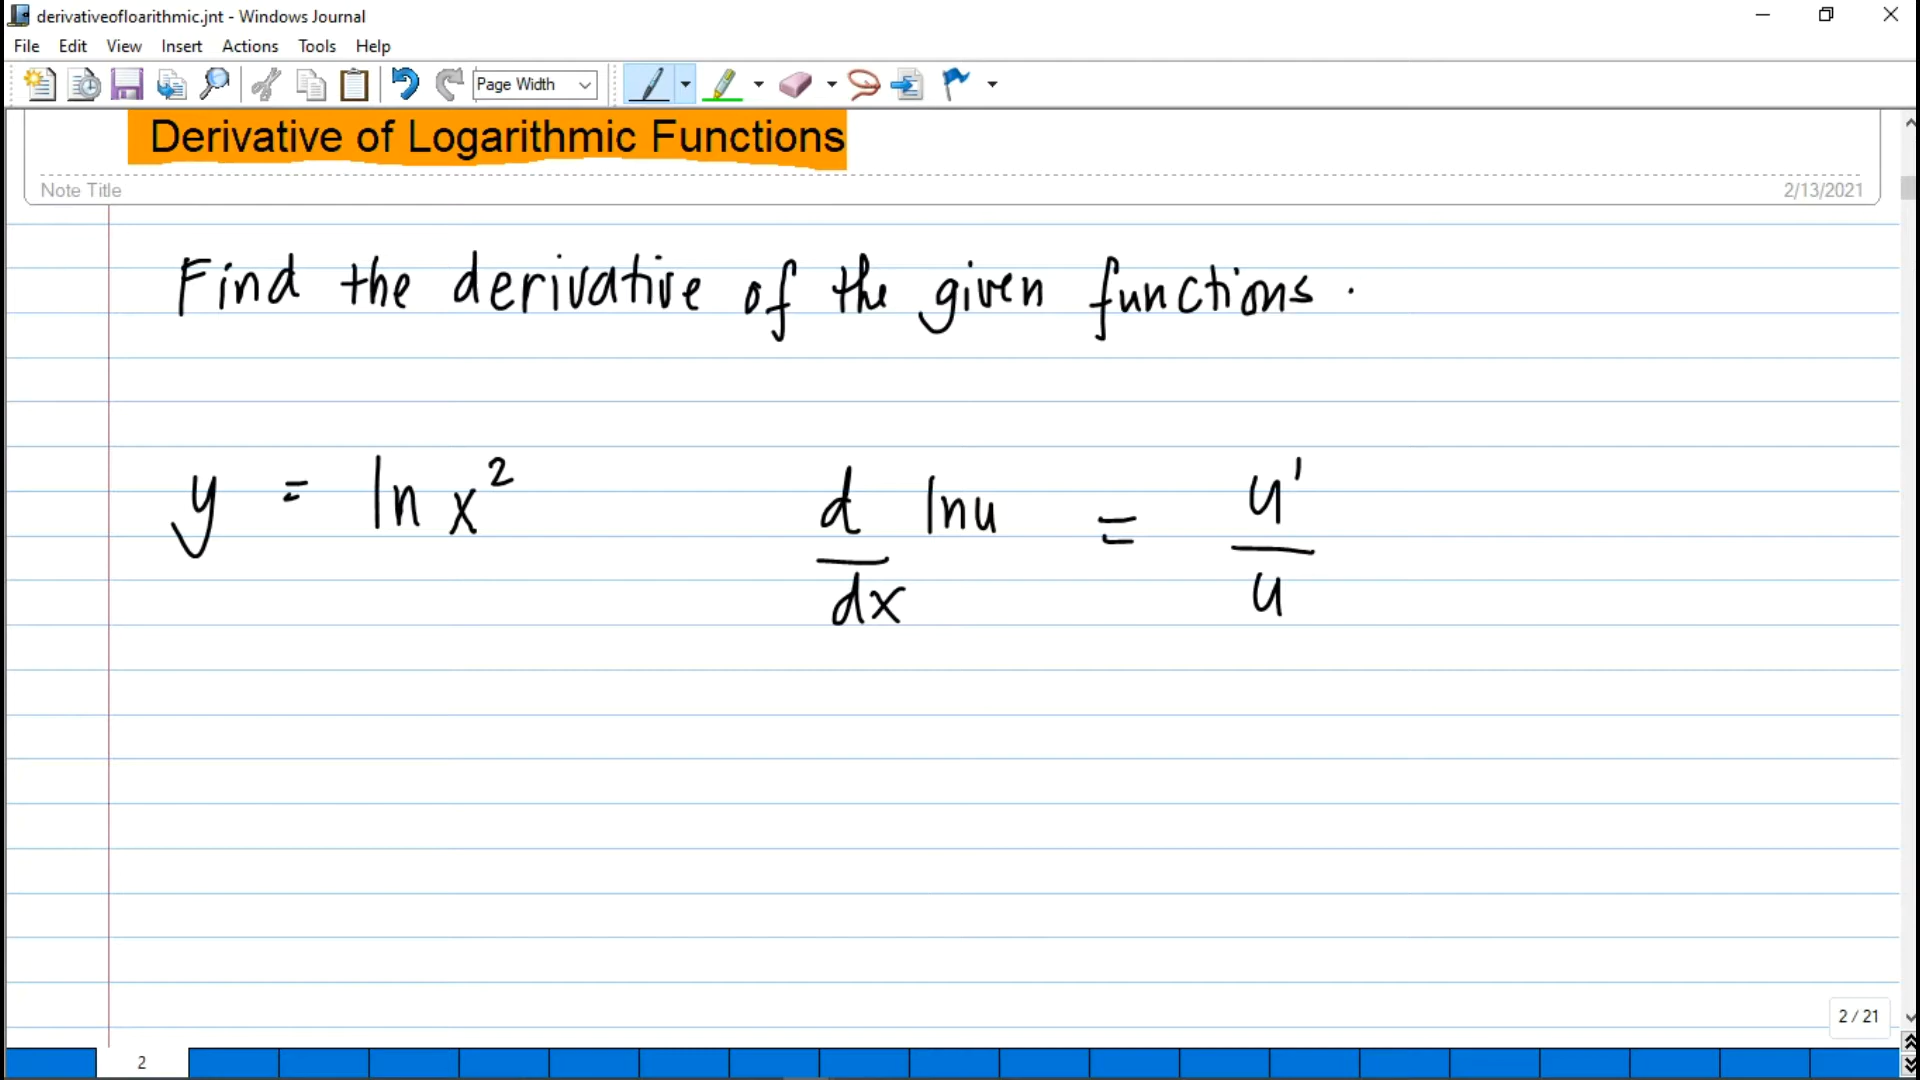 derivativeofloarithmic.jnt - Windows Journal
File Edit View Insert Actions Tools Help
Page Width
Derivative of Logarithmic Functions
Note Title 2/13/2021
Find the derivative of the given functions.
y = ln x² d/dx ln u = u'/u
2 / 21
2